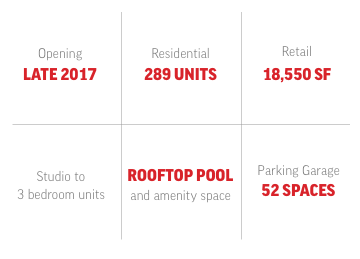 Opening
LATE 2017
Residential
289 UNITS
Retail
18,550 SF
Studio to
3 bedroom units
ROOFTOP POOL
and amenity space
Parking Garage
52 SPACES